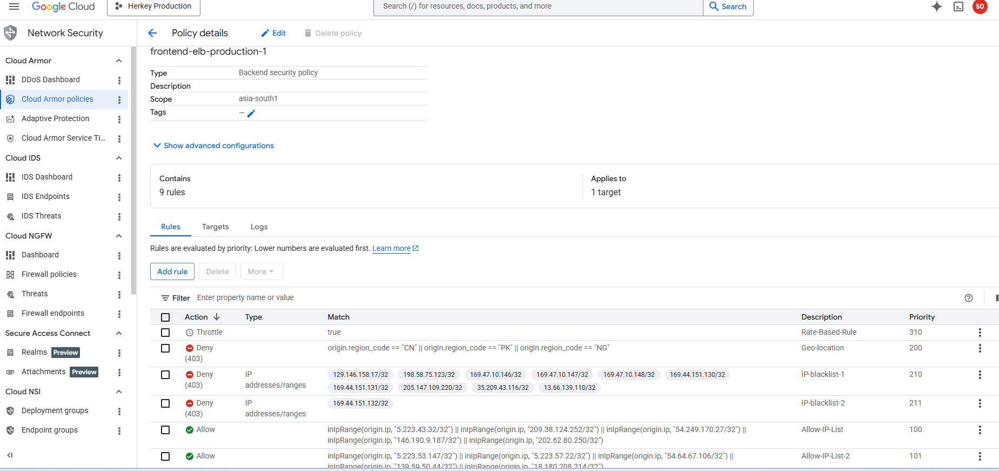 Google Cloud
Herkey Production
Search (/) for resources, docs, products, and more
Search
50
Network Security
Policy details
Edit
Delete policy
Cloud Armor
DDoS Dashboard
Cloud Armor policies
Adaptive Protection
Cloud Armor Service Ti...
Cloud IDS
IDS Dashboard
IDS Endpoints
IDS Threats
Cloud NGFW
Dashboard
Firewall policies
Threats
Firewall endpoints
Secure Access Connect
Realms Preview
Attachments Preview
Cloud NSI
Deployment groups
Endpoint groups
frontend-elb-production-1
Type Backend security policy
Description
Scope asia-south1
Tags —
Show advanced configurations
Contains
9 rules
Applies to
1 target
Rules Targets Logs
Rules are evaluated by priority: Lower numbers are evaluated first. Learn more
Add rule Delete More
Filter Enter property name or value
Action Type Match Description Priority
Throttle true Rate-Based-Rule 310
Deny origin.region_code == "CN" || origin.region_code == "PK" || origin.region_code == "NG" Geo-location 200
(403)
Deny IP 129.146.158.17/32 198.58.75.123/32 169.47.10.146/32 169.47.10.147/32 169.47.10.148/32 169.44.151.130/32 IP-blacklist-1 210
(403) addresses/ranges 169.44.151.131/32 205.147.109.220/32 35.209.43.116/32 13.66.139.110/32
Deny IP 169.44.151.132/32 IP-blacklist-2 211
(403) addresses/ranges
Allow inIpRange(origin.ip, "5.223.43.32/32") || inIpRange(origin.ip, "209.38.124.252/32") || inIpRange(origin.ip, "54.249.170.27/32") || Allow-IP-List 100
inIpRange(origin.ip, "146.190.9.187/32") || inIpRange(origin.ip, "202.62.80.250/32")
Allow inIpRange(origin.ip, "5.223.53.147/32") || inIpRange(origin.ip, "5.223.57.22/32") || inIpRange(origin.ip, "54.64.67.106/32") || Allow-IP-List-2 101
inIpRange(origin.ip, "139.59.50.44/32") || inIpRange(origin.ip, "18.180.208.214/32")